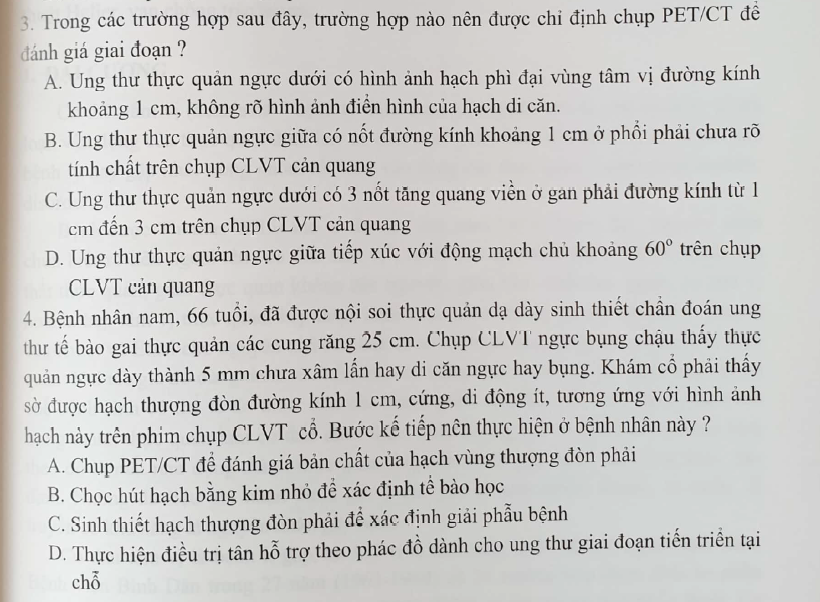 3. Trong các trường hợp sau đây, trường hợp nào nên được chỉ định chụp PET/CT để
đánh giá giai đoạn ?
A. Ung thư thực quản ngực dưới có hình ảnh hạch phì đại vùng tâm vị đường kính
khoảng 1 cm, không rõ hình ảnh điển hình của hạch di căn.
B. Ung thư thực quản ngực giữa có nốt đường kính khoảng 1 cm ở phổi phải chưa rõ
tính chất trên chụp CLVT cản quang
C. Ung thư thực quản ngực dưới có 3 nốt tăng quang viền ở gan phải đường kính từ 1
cm đến 3 cm trên chụp CLVT cản quang
D. Ung thư thực quản ngực giữa tiếp xúc với động mạch chủ khoảng 60° trên chụp
CLVT cản quang
4. Bệnh nhân nam, 66 tuổi, đã được nội soi thực quản dạ dày sinh thiết chẩn đoán ung
thư tế bào gai thực quản các cung răng 25 cm. Chụp CLVT ngực bụng chậu thấy thực
quản ngực dày thành 5 mm chưa xâm lấn hay di căn ngực hay bụng. Khám cổ phải thấy
sờ được hạch thượng đòn đường kính 1 cm, cứng, di động ít, tương ứng với hình ảnh
hạch này trên phim chụp CLVT cổ. Bước kế tiếp nên thực hiện ở bệnh nhân này ?
A. Chụp PET/CT để đánh giá bản chất của hạch vùng thượng đòn phải
B. Chọc hút hạch bằng kim nhỏ để xác định tế bào học
C. Sinh thiết hạch thượng đòn phải để xác định giải phẫu bệnh
D. Thực hiện điều trị tân hỗ trợ theo phác đồ dành cho ung thư giai đoạn tiến triển tại
chỗ